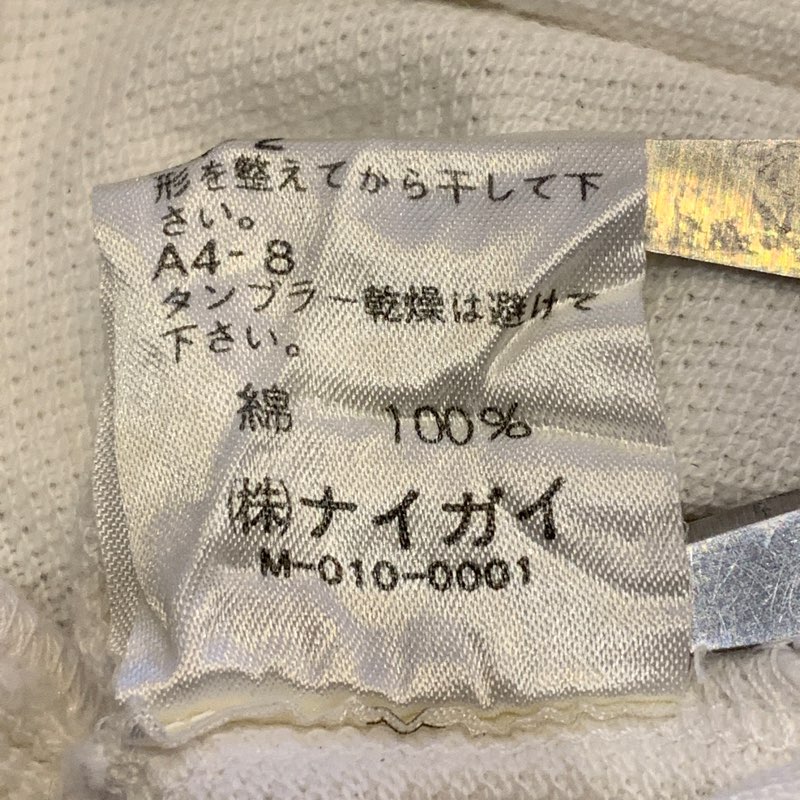 形を整えてから干して下
さい。
A4-8
タンブラー乾燥は避けて
下さい。
綿 100%
㈱ナイガイ
M-010-0001